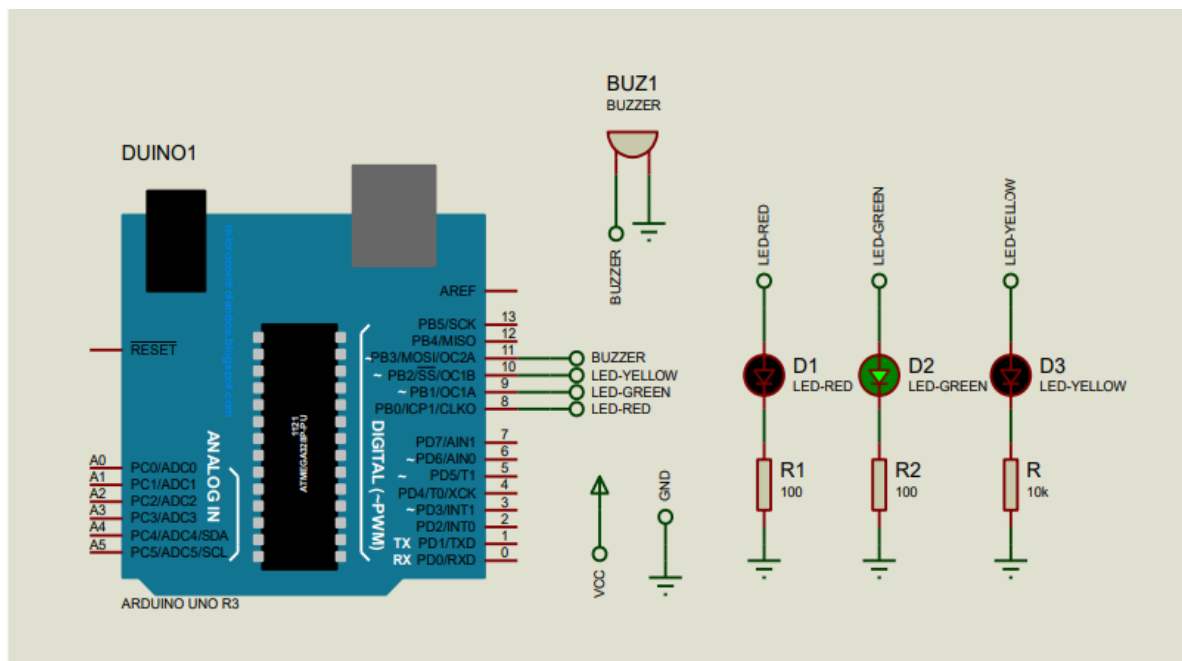 BUZ1
BUZZER
DUINO1
BUZZER
LED-RED
LED-GREEN
LED-YELLOW
microcontrolandos.blogspot.com
RESET
AREF
PB5/SCK 13
PB4/MISO 12
~PB3/MOSI/OC2A 11 BUZZER
~ PB2/SS/OC1B 10 LED-YELLOW
~ PB1/OC1A 9 LED-GREEN
PB0/ICP1/CLKO 8 LED-RED
PD7/AIN1 7
~PD6/AIN0 6
~ PD5/T1 5
PD4/T0/XCK 4
~PD3/INT1 3
PD2/INT0 2
TX PD1/TXD 1
RX PD0/RXD 0
1121
ATMEGA328P-PU
DIGITAL (~PWM)
ANALOG IN
A0 PC0/ADC0
A1 PC1/ADC1
A2 PC2/ADC2
A3 PC3/ADC3
A4 PC4/ADC4/SDA
A5 PC5/ADC5/SCL
ARDUINO UNO R3
VCC
GND
D1
LED-RED
D2
LED-GREEN
D3
LED-YELLOW
R1
100
R2
100
R
10k